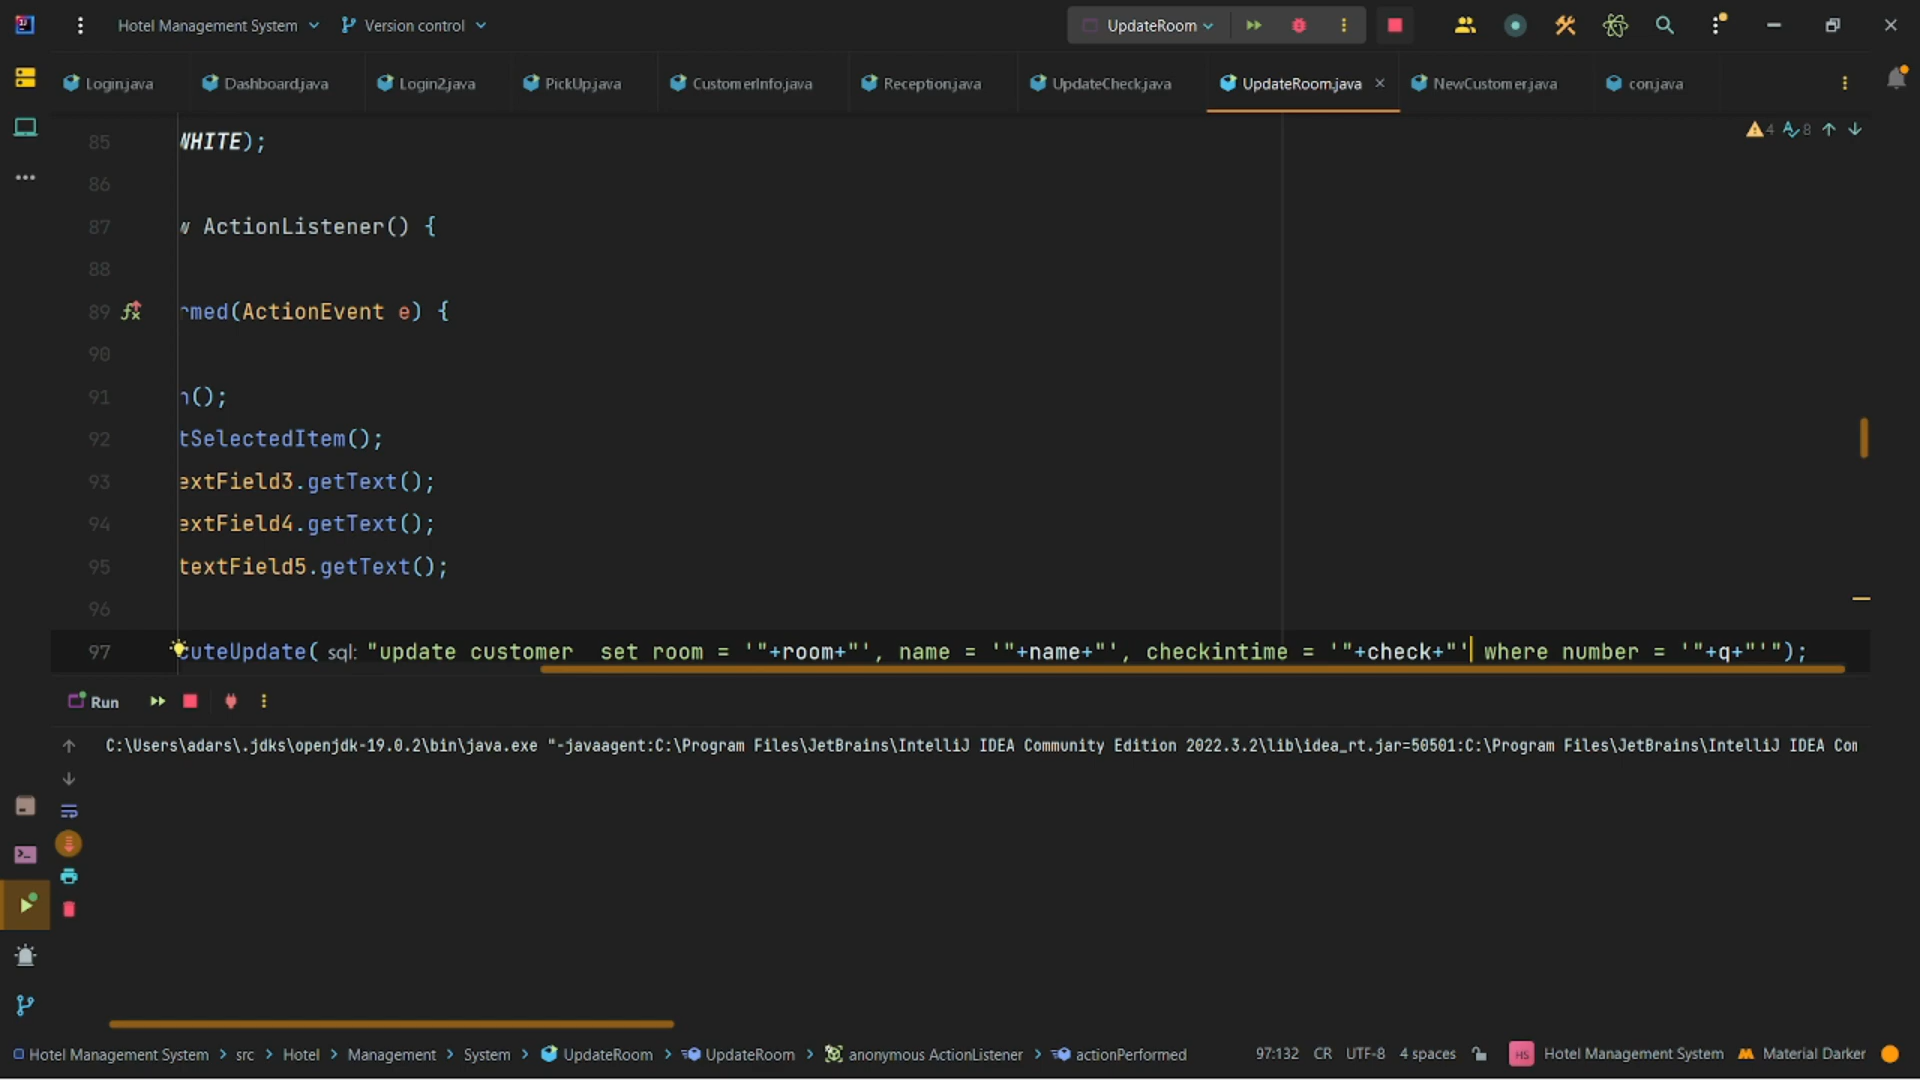 Hotel Management System Version control UpdateRoom
Login.java Dashboard.java Login2.java PickUp.java CustomerInfo.java Reception.java UpdateCheck.java UpdateRoom.java NewCustomer.java con.java
4 8
85 WHITE);
86
87 w ActionListener() {
88
89 rmed(ActionEvent e) {
90
91 n();
92 tSelectedItem();
93 extField3.getText();
94 extField4.getText();
95 textField5.getText();
96
97 cuteUpdate( sql: "update customer  set room = '"+room+"', name = '"+name+"', checkintime = '"+check+"' where number = '"+q+"'");
Run
C:\Users\adars\.jdks\openjdk-19.0.2\bin\java.exe "-javaagent:C:\Program Files\JetBrains\IntelliJ IDEA Community Edition 2022.3.2\lib\idea_rt.jar=50501:C:\Program Files\JetBrains\IntelliJ IDEA Com
Hotel Management System > src > Hotel > Management > System > UpdateRoom > UpdateRoom > anonymous ActionListener > actionPerformed 97:132 CR UTF-8 4 spaces HS Hotel Management System Material Darker